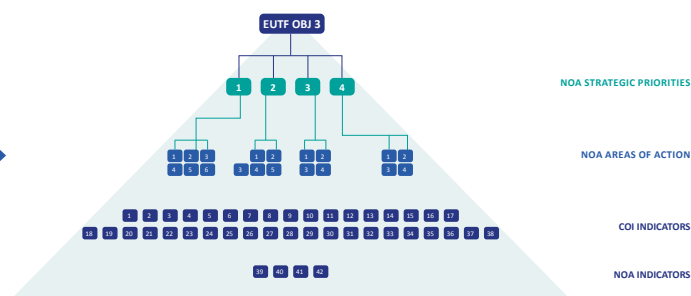 EUTF OBJ 3
1 2 3 4
NOA STRATEGIC PRIORITIES
1 2 3 1 2 1 2 1 2
NOA AREAS OF ACTION
4 5 6 3 4 5 3 4 3 4
1 2 3 4 5 6 7 8 9 10 11 12 13 14 15 16 17
COI INDICATORS
18 19 20 21 22 23 24 25 26 27 28 29 30 31 32 33 34 35 36 37 38
39 40 41 42
NOA INDICATORS